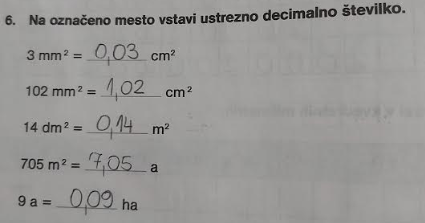 6. Na označeno mesto vstavi ustrezno decimalno številko.
3 mm² = 0,03 cm²
102 mm² = 1,02 cm²
14 dm² = 0,14 m²
705 m² = 7,05 a
9 a = 0,09 ha